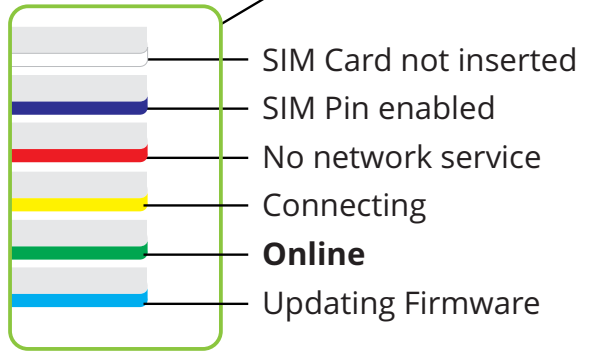 SIM Card not inserted
SIM Pin enabled
No network service
Connecting
Online
Updating Firmware